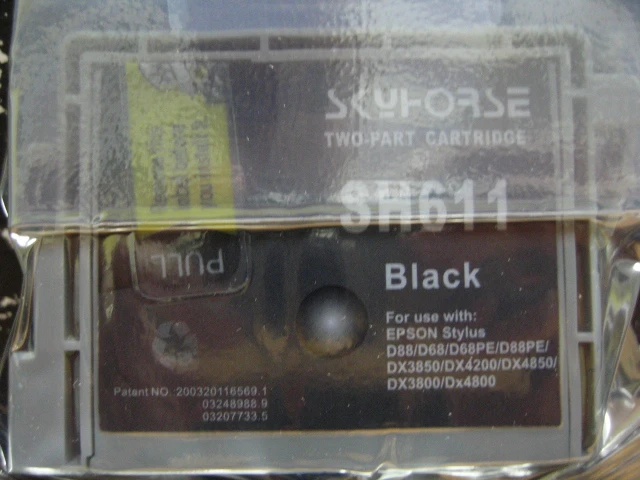 SKYHORSE
TWO-PART CARTRIDGE
SH611
PULL
Black
For use with:
EPSON Stylus
D88/D68/D68PE/D88PE/
DX3850/DX4200/DX4850/
DX3800/Dx4800
Patent NO. 200320116569.1
03248988.9
03207733.5